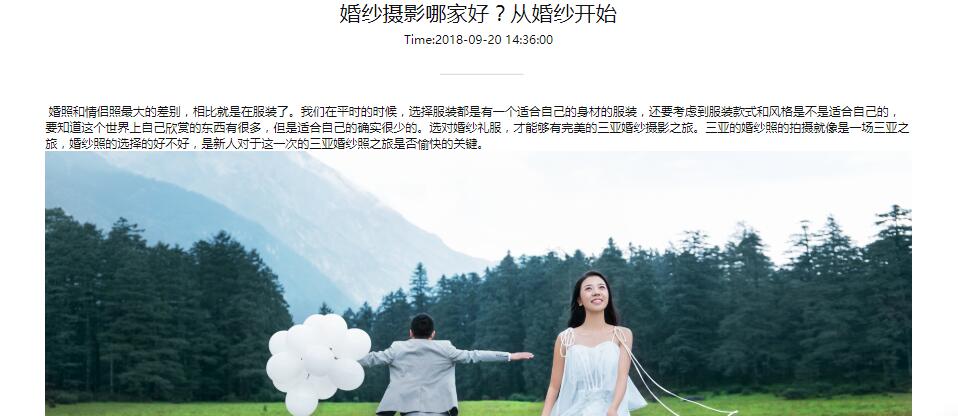 婚纱摄影哪家好？从婚纱开始
Time:2018-09-20 14:36:00
婚照和情侣照最大的差别，相比就是在服装了。我们在平时的时候，选择服装都是有一个适合自己的身材的服装，还要考虑到服装款式和风格是不是适合自己的，
要知道这个世界上自己欣赏的东西有很多，但是适合自己的确实很少的。选对婚纱礼服，才能够有完美的三亚婚纱摄影之旅。三亚的婚纱照的拍摄就像是一场三亚之
旅，婚纱照的选择的好不好，是新人对于这一次的三亚婚纱照之旅是否愉快的关键。